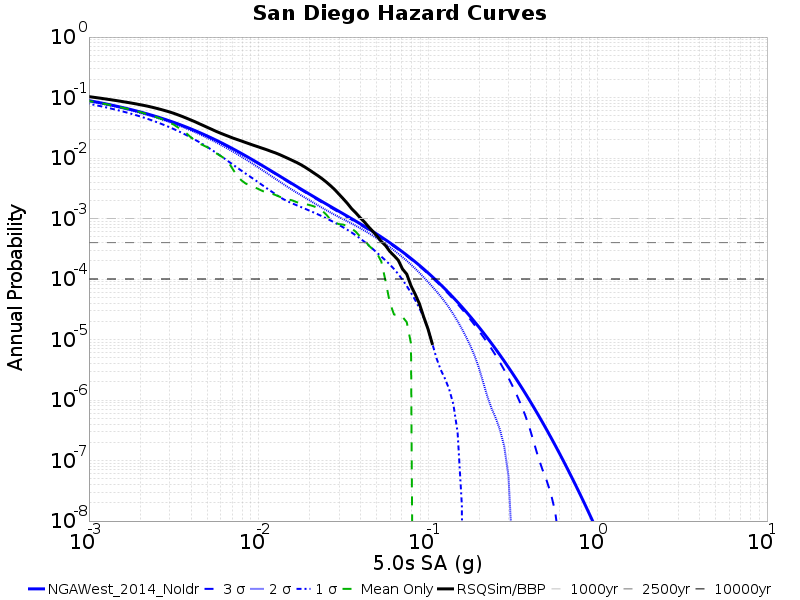 San Diego Hazard Curves
Annual Probability
10^0
10^-1
10^-2
10^-3
10^-4
10^-5
10^-6
10^-7
10^-8
10^-3 10^-2 10^-1 10^0 10^1
5.0s SA (g)
NGAWest_2014_NoIdr 3 σ 2 σ 1 σ Mean Only RSQSim/BBP 1000yr 2500yr 10000yr